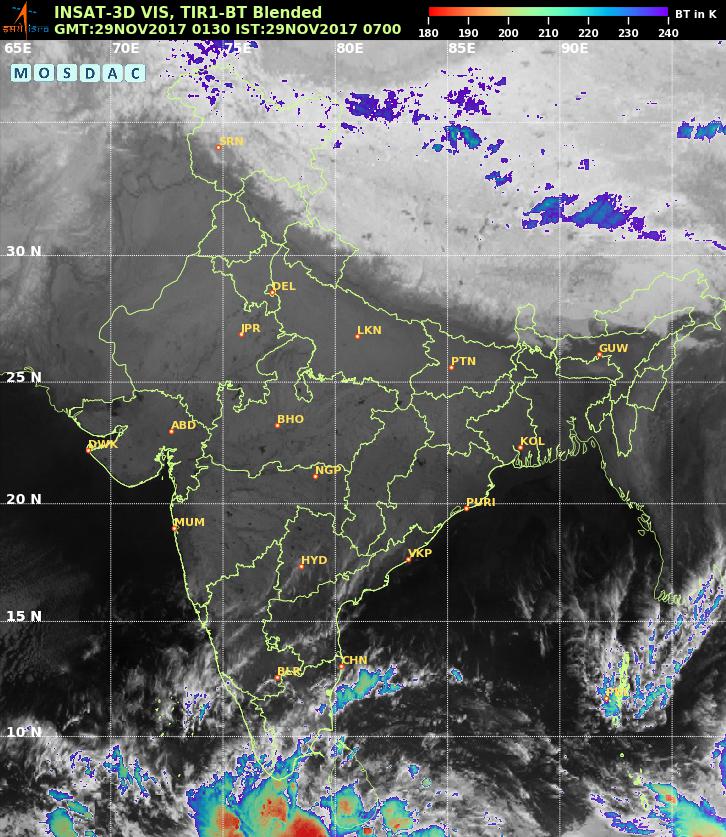 INSAT-3D VIS, TIR1-BT Blended
GMT:29NOV2017 0130 IST:29NOV2017 0700
BT in K
180 190 200 210 220 230 240
65E 70E 75E 80E 85E 90E
M O S D A C
SRN
30 N
DEL
JPR LKN
GUW
PTN
25 N
ABD BHO
DWK KOL
NGP
20 N PURI
MUM
HYD VKP
15 N
CHN
BLR
10 N